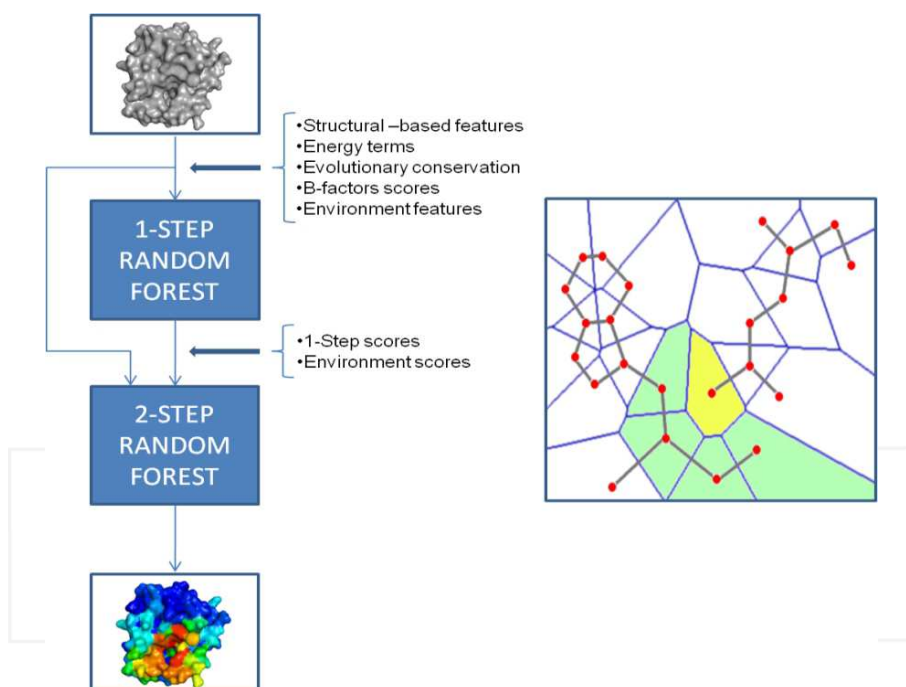 •Structural –based features
•Energy terms
•Evolutionary conservation
•B-factors scores
•Environment features
1-STEP
RANDOM
FOREST
•1-Step scores
•Environment scores
2-STEP
RANDOM
FOREST